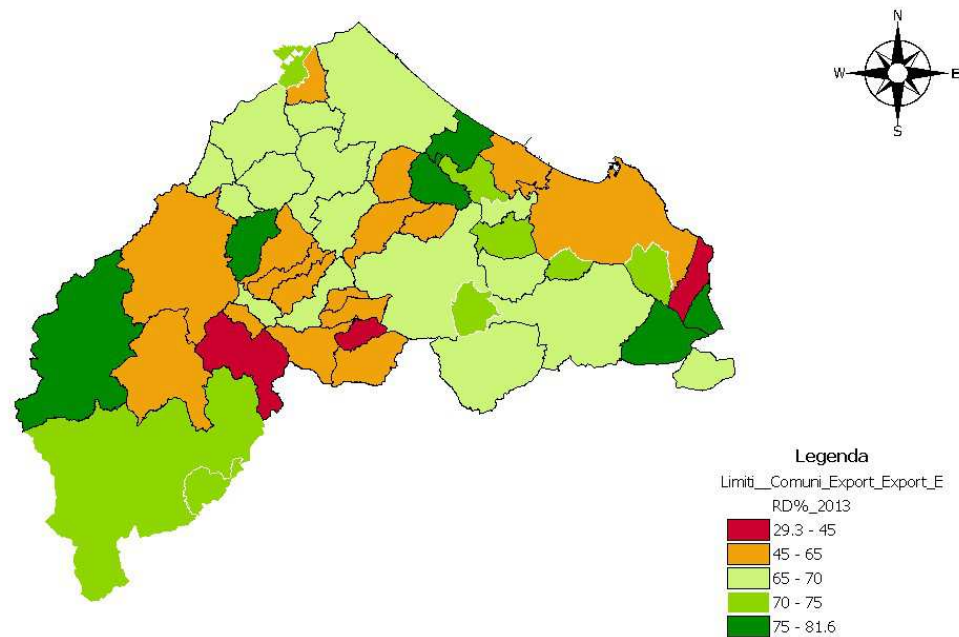 N
W E
S
Legenda
Limiti__Comuni_Export_Export_E
RD%_2013
29.3 - 45
45 - 65
65 - 70
70 - 75
75 - 81.6